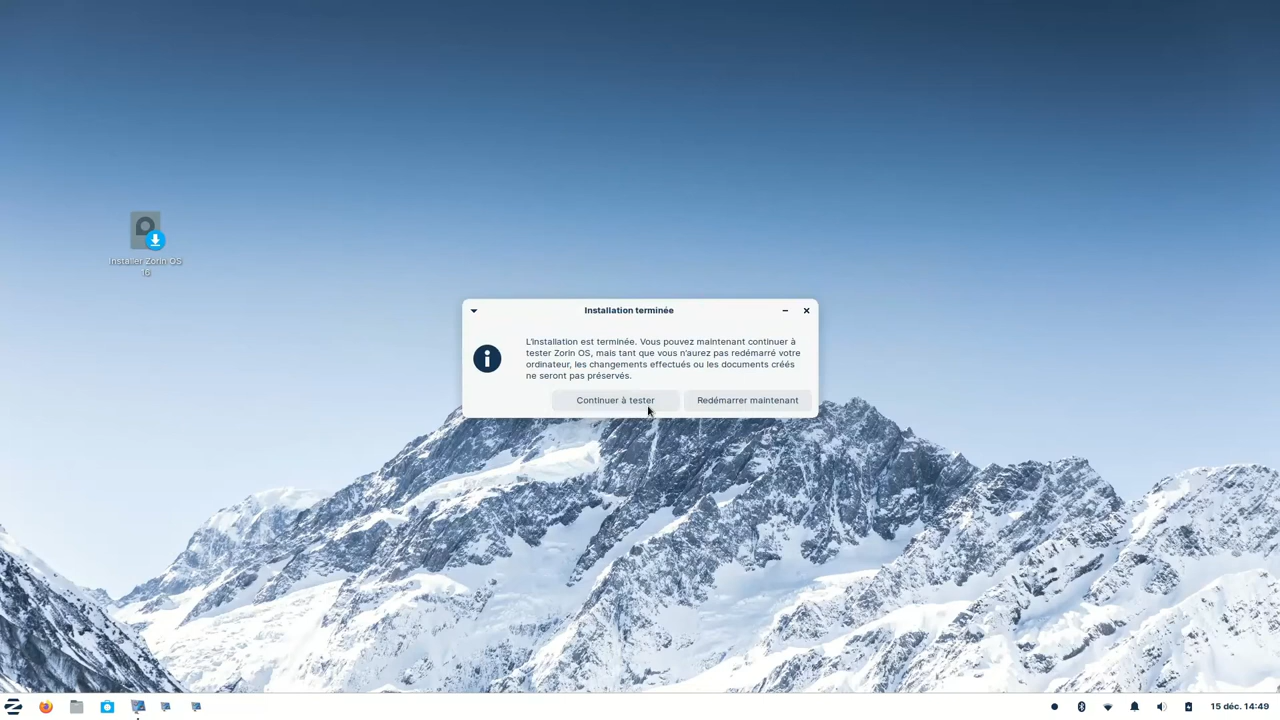 Installer Zorin OS
16
Installation terminée
L'installation est terminée. Vous pouvez maintenant continuer à
tester Zorin OS, mais tant que vous n'aurez pas redémarré votre
ordinateur, les changements effectués ou les documents créés
ne seront pas préservés.
Continuer à tester
Redémarrer maintenant
15 déc. 14:49